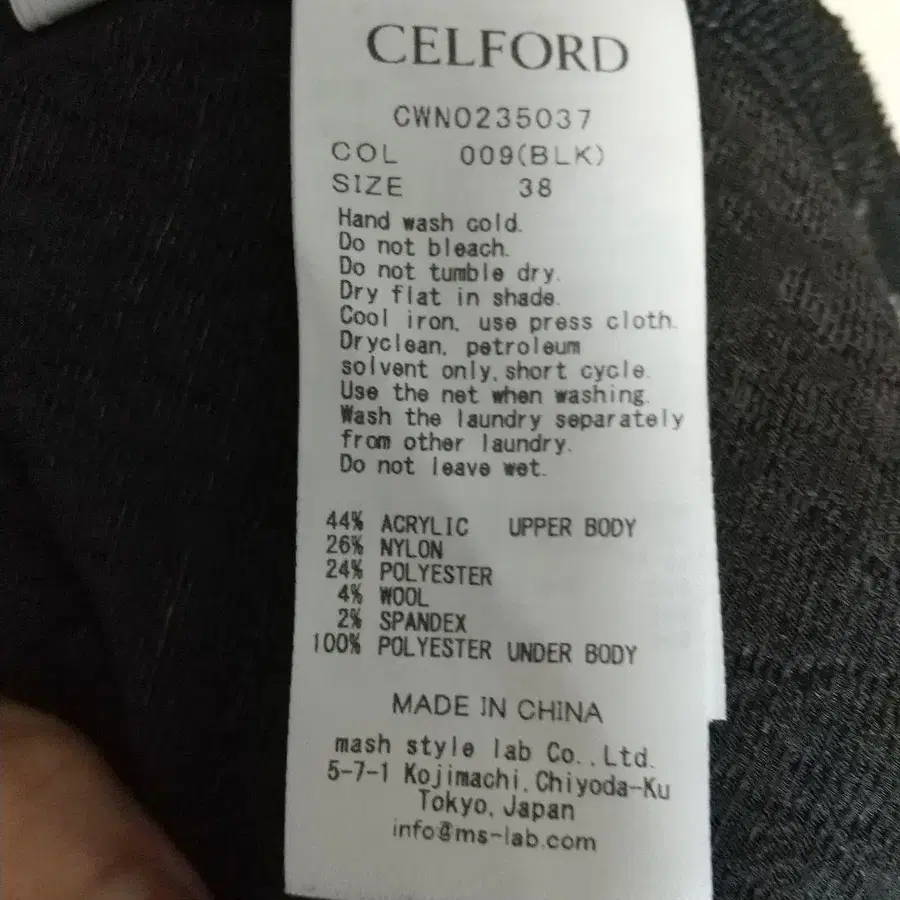 CELFORD
CWNO235037
COL 009(BLK)
SIZE 38
Hand wash cold.
Do not bleach.
Do not tumble dry.
Dry flat in shade.
Cool iron, use press cloth.
Dryclean, petroleum
solvent only, short cycle.
Use the net when washing.
Wash the laundry separately
from other laundry.
Do not leave wet.
44% ACRYLIC UPPER BODY
26% NYLON
24% POLYESTER
4% WOOL
2% SPANDEX
100% POLYESTER UNDER BODY
MADE IN CHINA
mash style lab Co.,Ltd.
5-7-1 Kojimachi,Chiyoda-Ku
Tokyo,Japan
info@ms-lab.com